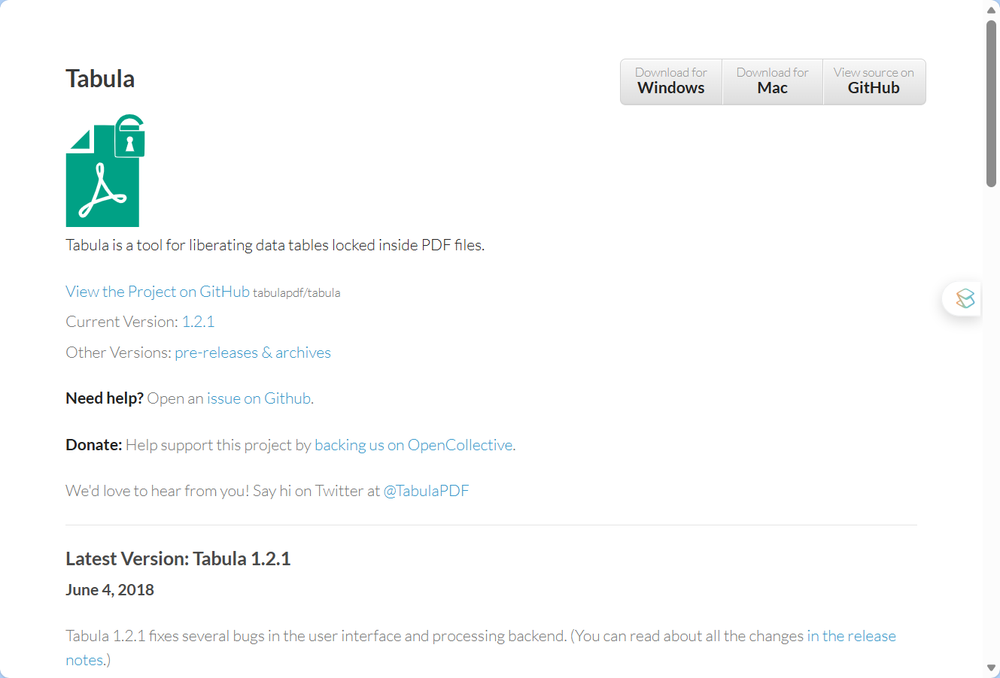 Tabula
Download for
Windows
Download for
Mac
View source on
GitHub
Tabula is a tool for liberating data tables locked inside PDF files.
View the Project on GitHub tabulapdf/tabula
Current Version: 1.2.1
Other Versions: pre-releases & archives
Need help? Open an issue on Github.
Donate: Help support this project by backing us on OpenCollective.
We'd love to hear from you! Say hi on Twitter at @TabulaPDF
Latest Version: Tabula 1.2.1
June 4, 2018
Tabula 1.2.1 fixes several bugs in the user interface and processing backend. (You can read about all the changes in the release
notes.)